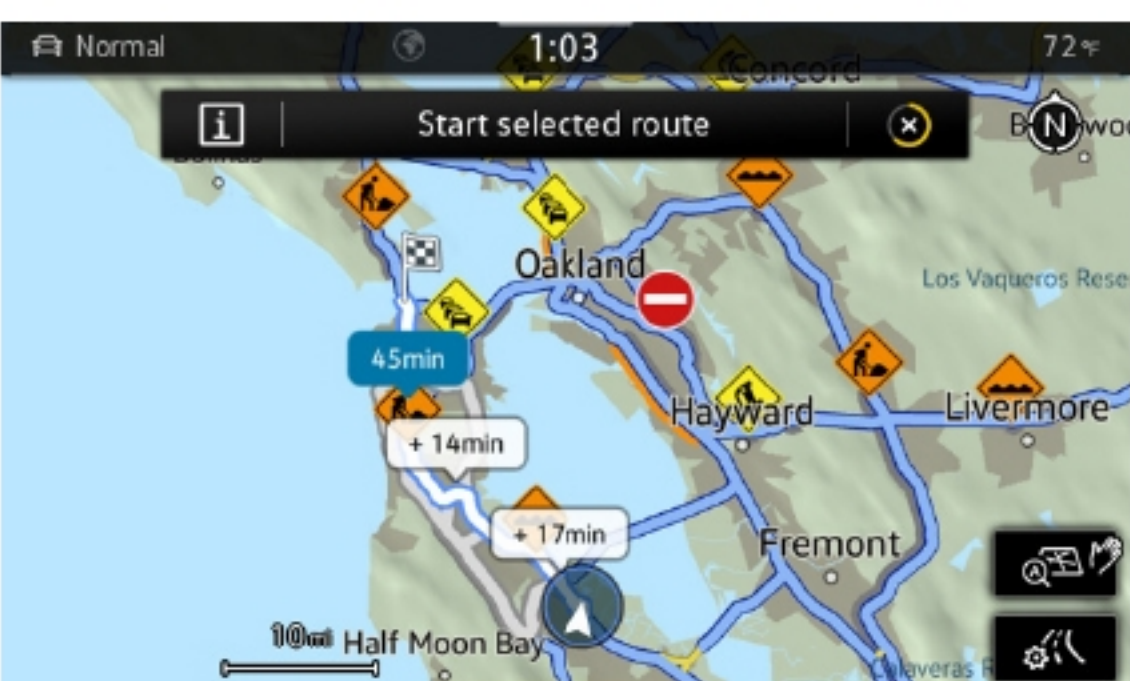 Normal
1:03
72°F
Concord
i
Start selected route
N
Bolinas
Oakland
Los Vaqueros Rese
45min
Hayward
Livermore
+ 14min
+ 17min
Fremont
10mi
Half Moon Bay
Calaveras R